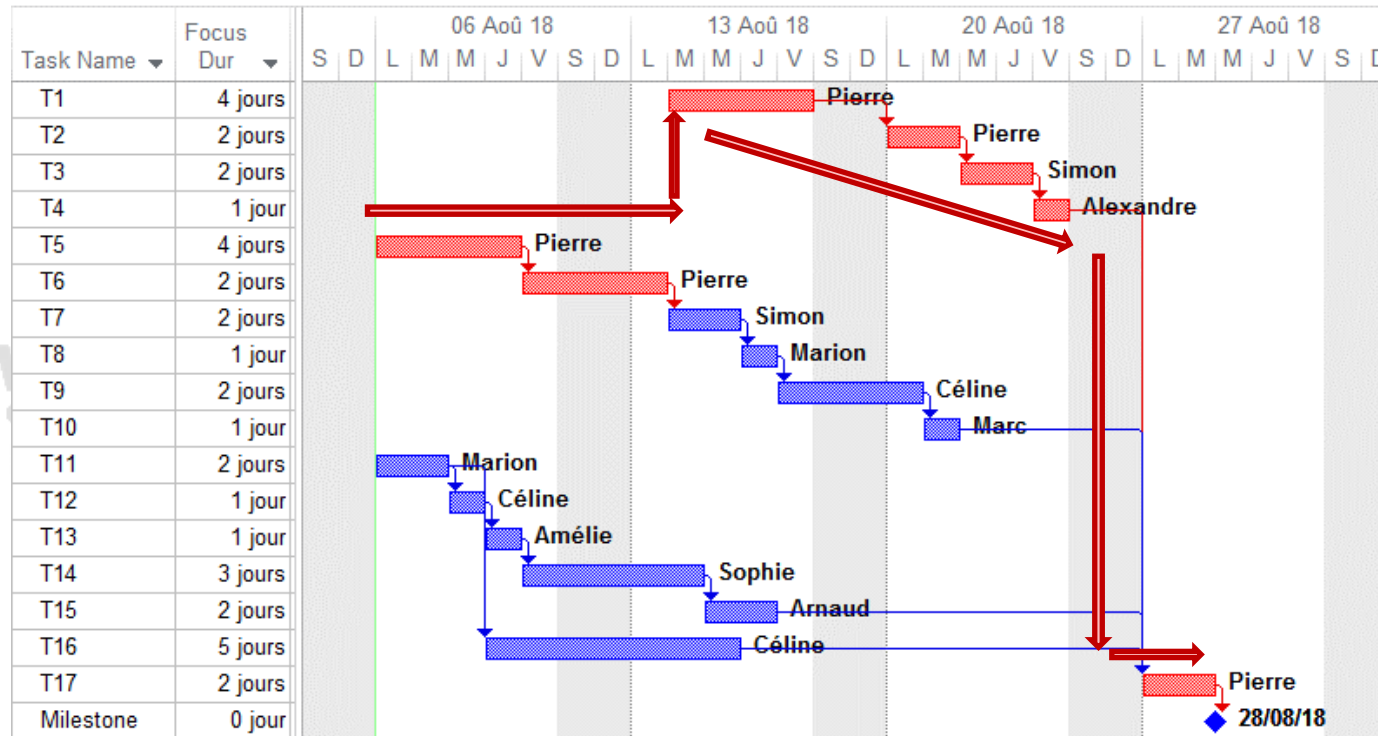 Task Name Focus Dur 06 Aoû 18 13 Aoû 18 20 Aoû 18 27 Aoû 18
S D L M M J V S D L M M J V S D L M M J V S D L M M J V S D
T1 4 jours Pierre
T2 2 jours Pierre
T3 2 jours Simon
T4 1 jour Alexandre
T5 4 jours Pierre
T6 2 jours Pierre
T7 2 jours Simon
T8 1 jour Marion
T9 2 jours Céline
T10 1 jour Marc
T11 2 jours Marion
T12 1 jour Céline
T13 1 jour Amélie
T14 3 jours Sophie
T15 2 jours Arnaud
T16 5 jours Céline
T17 2 jours Pierre
Milestone 0 jour 28/08/18